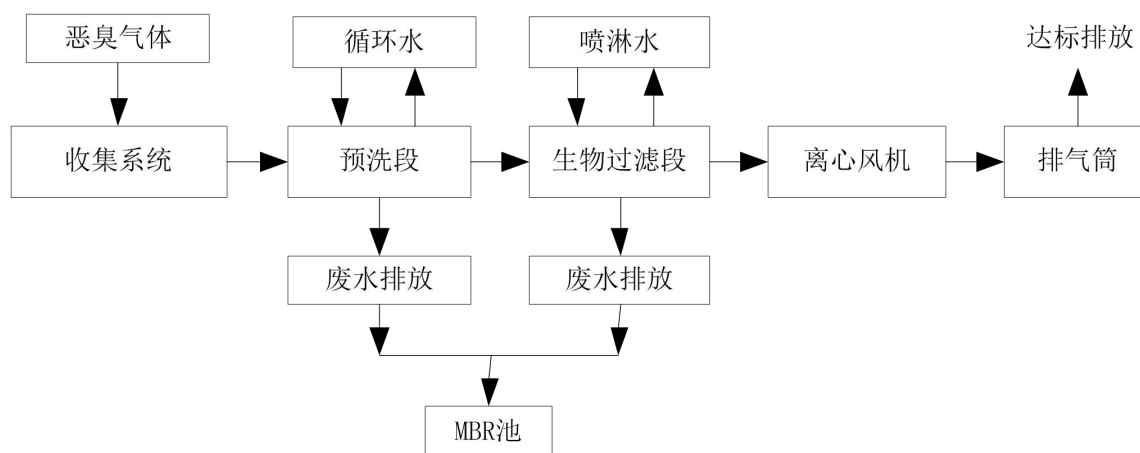 恶臭气体
循环水
喷淋水
达标排放
收集系统
预洗段
生物过滤段
离心风机
排气筒
废水排放
废水排放
MBR池